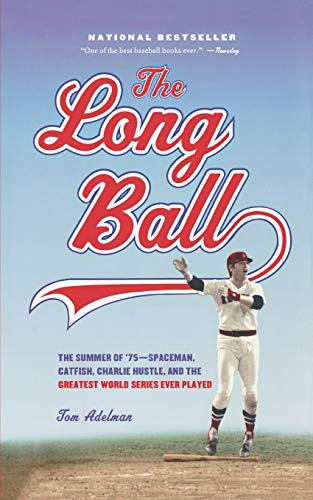 NATIONAL BESTSELLER
"One of the best baseball books ever." —Newsday
The
Long
Ball
THE SUMMER OF '75—SPACEMAN,
CATFISH, CHARLIE HUSTLE, AND THE
GREATEST WORLD SERIES EVER PLAYED
Tom Adelman